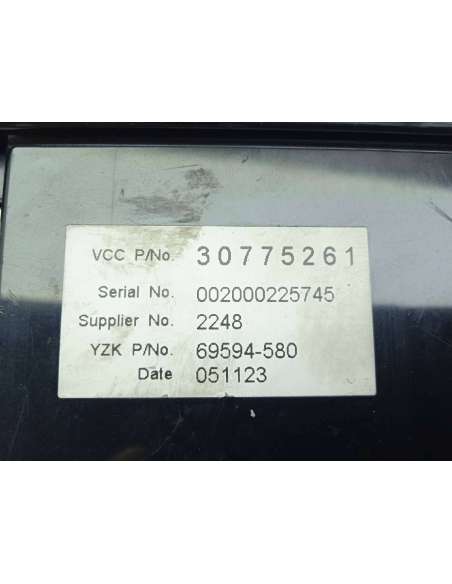 VCC P/No. 30775261
Serial No. 002000225745
Supplier No. 2248
YZK P/No. 69594-580
Date 051123